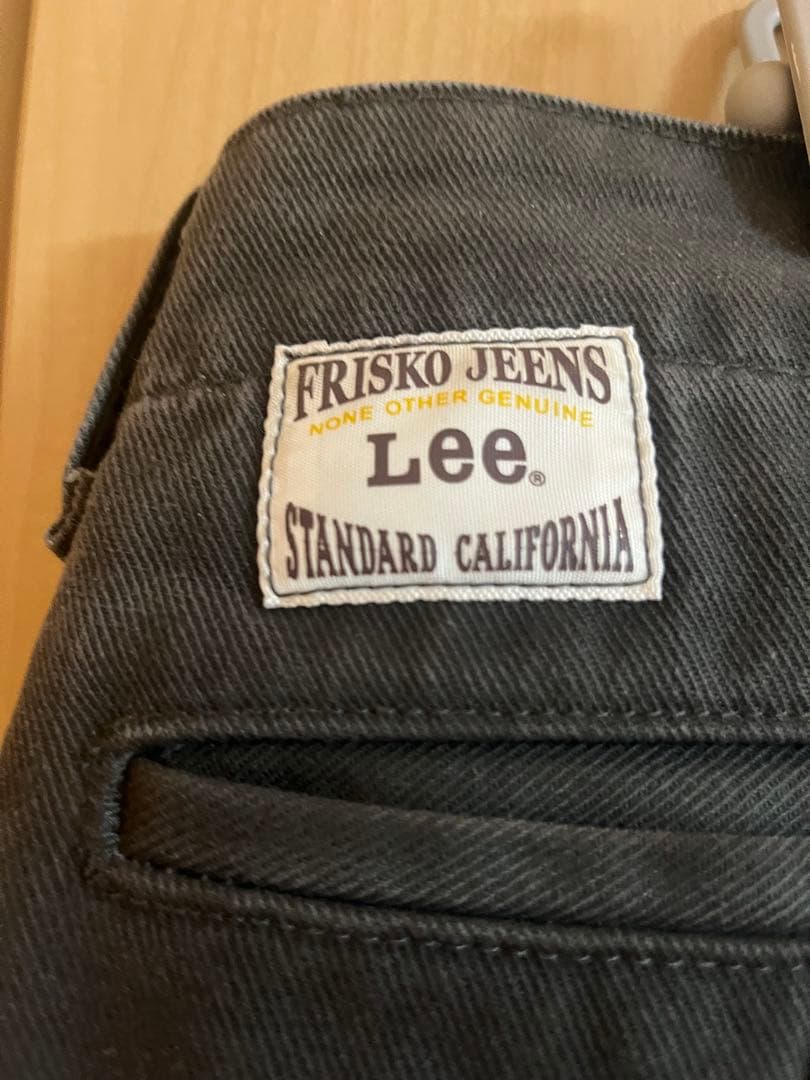 FRISKO JEENS
NONE OTHER GENUINE
Lee®
STANDARD CALIFORNIA